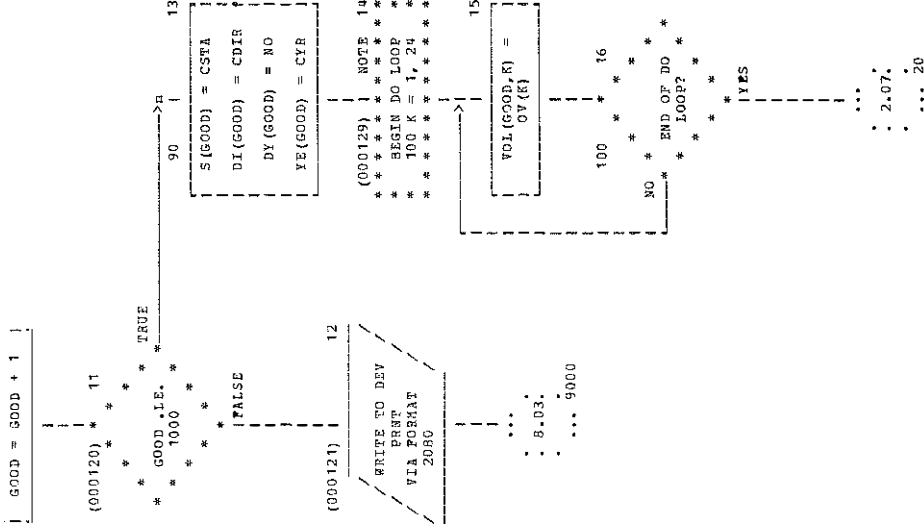 GOOD = GOOD + 1
(000120)
11
GOOD .LE.
1000
TRUE
FALSE
(000121)
12
WRITE TO DEV
PRNT
VIA FORMAT
2080
8.03.
9000
90
13
S(GOOD) = CSTA
DI(GOOD) = CDIR
DY(GOOD) = NO
YE(GOOD) = CYR
(000129)
NOTE 14
BEGIN DO LOOP
100 K = 1, 24
15
VOL(GOOD,K) =
OV(K)
100
16
END OF DO
LOOP?
NO
YES
2.07.
20